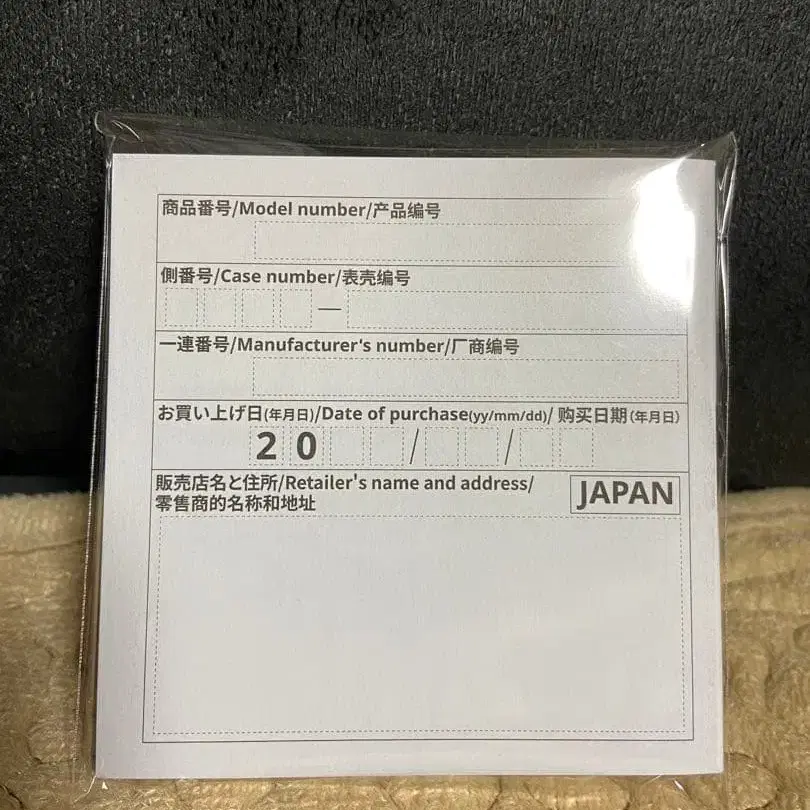 商品番号/Model number/产品编号
側番号/Case number/表壳编号
—
一連番号/Manufacturer's number/厂商编号
お買い上げ日(年月日)/Date of purchase(yy/mm/dd)/购买日期(年月日)
20 / /
販売店名と住所/Retailer's name and address/
零售商的名称和地址
JAPAN